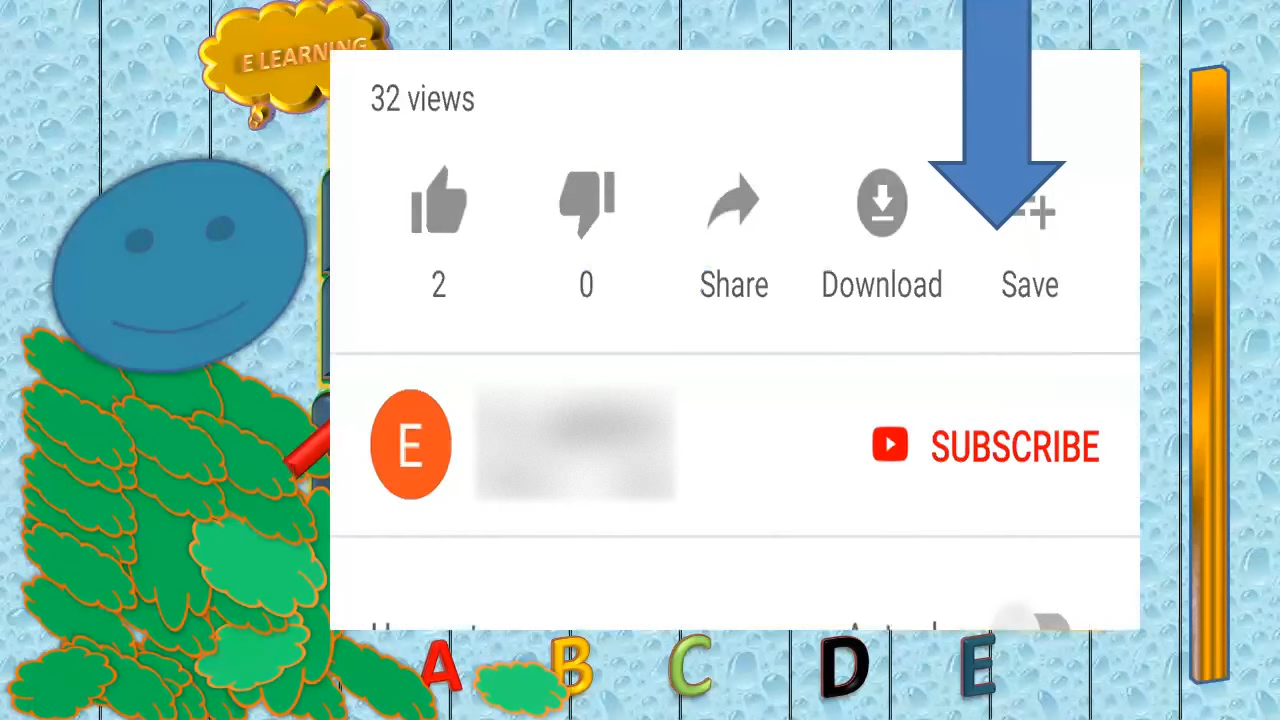 E LEARNING
32 views
2 0 Share Download Save
E
SUBSCRIBE
A B C D E